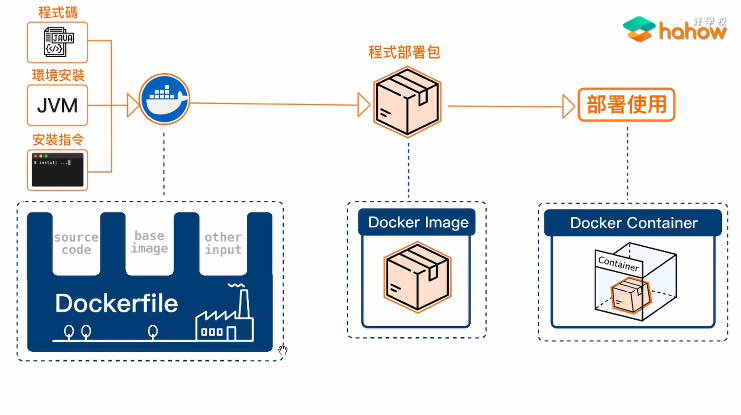 好學校
hahow
程式碼
JAVA
</>
環境安裝
JVM
安裝指令
$ install ...
程式部署包
部署使用
source
code
base
image
other
input
Dockerfile
Docker Image
Docker Container
Container